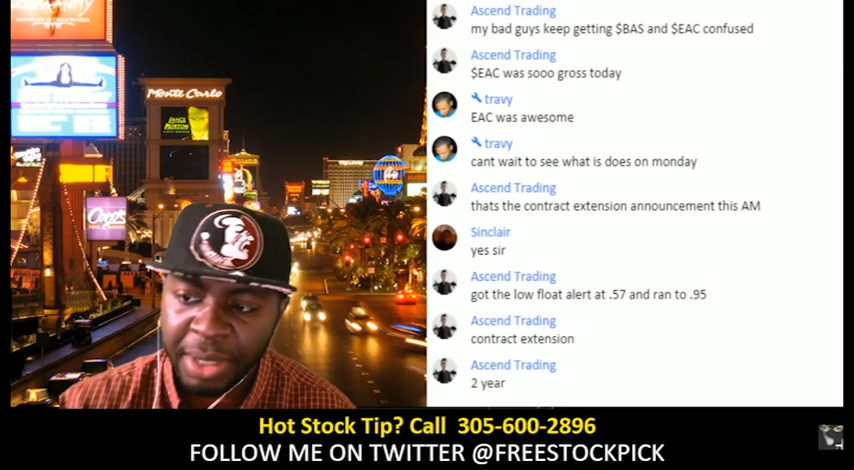 MANITY
Monte Carlo
LANCE
BURTON
Coco's
Ascend Trading
my bad guys keep getting $BAS and $EAC confused
Ascend Trading
$EAC was sooo gross today
travy
EAC was awesome
travy
cant wait to see what is does on monday
Ascend Trading
thats the contract extension announcement this AM
Sinclair
yes sir
Ascend Trading
got the low float alert at .57 and ran to .95
Ascend Trading
contract extension
Ascend Trading
2 year
Hot Stock Tip? Call 305-600-2896
FOLLOW ME ON TWITTER @FREESTOCKPICK